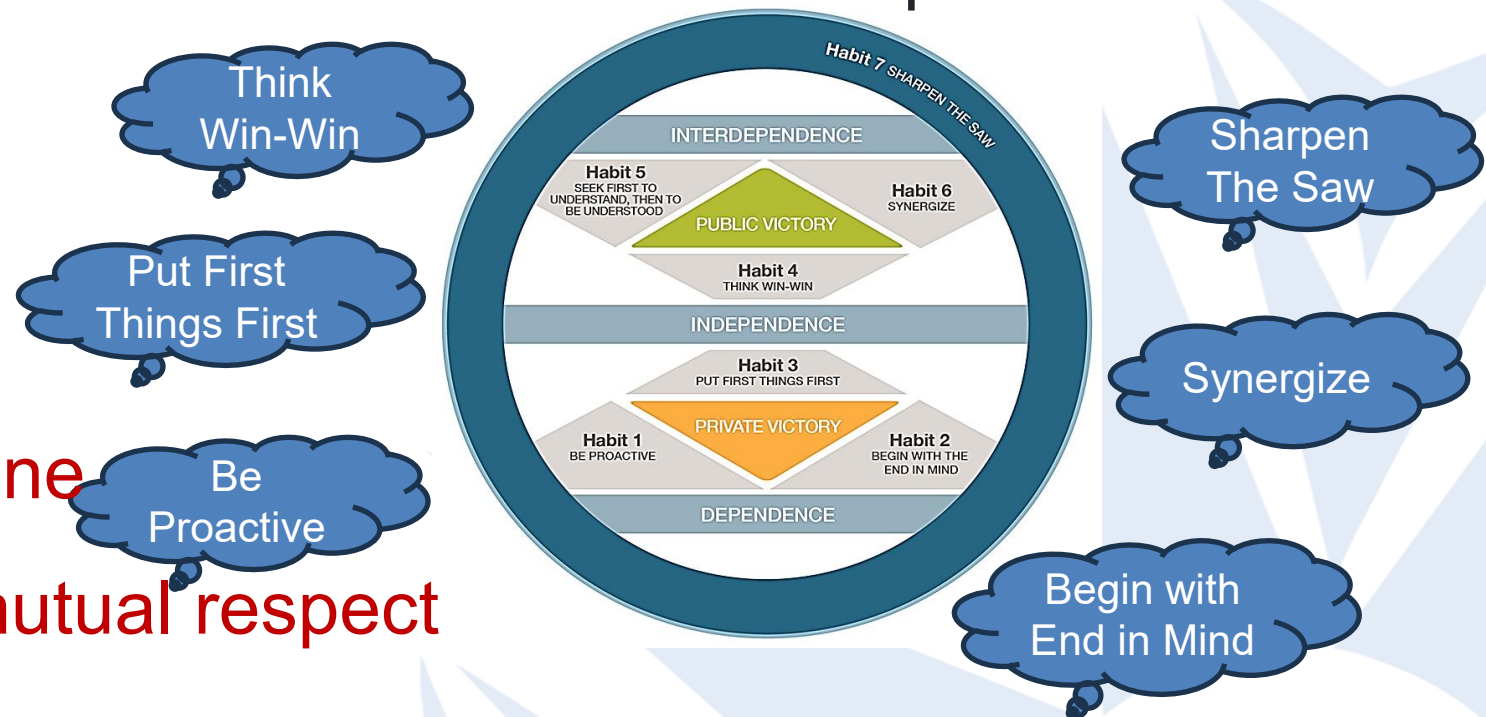 Think
Win-Win
Put First
Things First
ne
Be
Proactive
utual respect
Habit 7 SHARPEN THE SAW
INTERDEPENDENCE
Habit 5
SEEK FIRST TO
UNDERSTAND, THEN TO
BE UNDERSTOOD
Habit 6
SYNERGIZE
PUBLIC VICTORY
Habit 4
THINK WIN-WIN
INDEPENDENCE
Habit 3
PUT FIRST THINGS FIRST
PRIVATE VICTORY
Habit 1
BE PROACTIVE
Habit 2
BEGIN WITH THE
END IN MIND
DEPENDENCE
Sharpen
The Saw
Synergize
Begin with
End in Mind